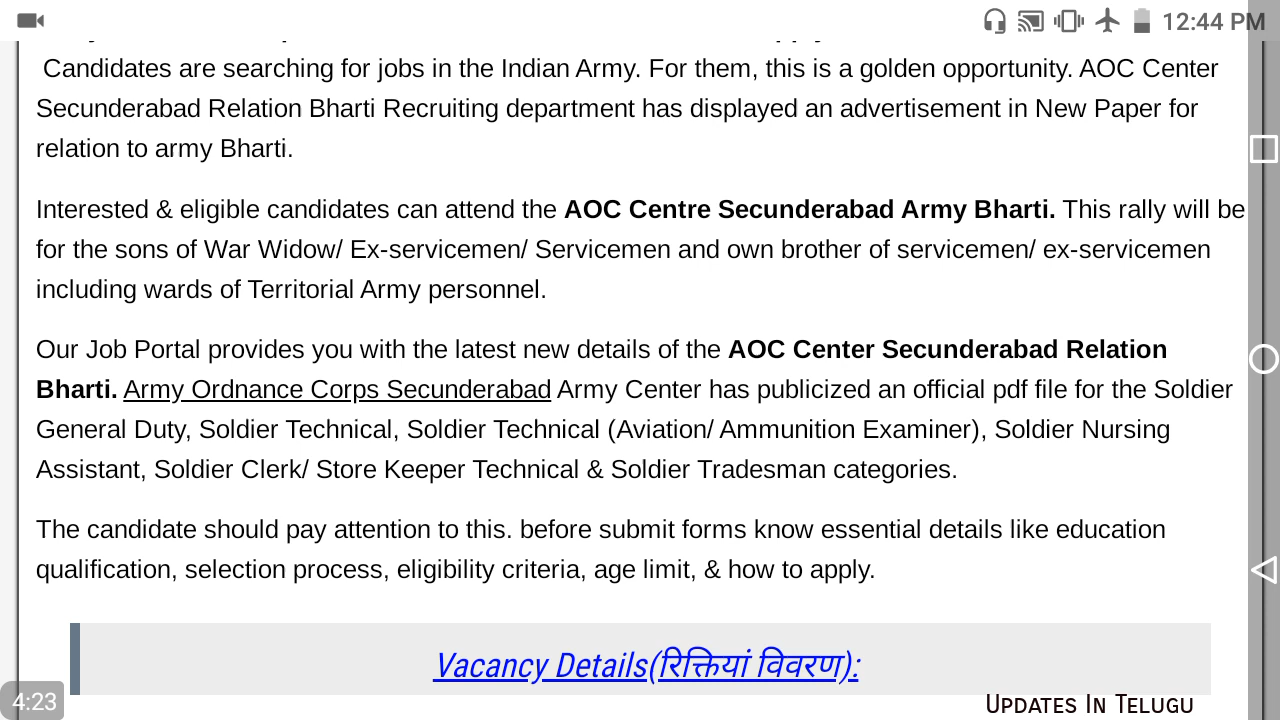 12:44 PM
Candidates are searching for jobs in the Indian Army. For them, this is a golden opportunity. AOC Center
Secunderabad Relation Bharti Recruiting department has displayed an advertisement in New Paper for
relation to army Bharti.
Interested & eligible candidates can attend the AOC Centre Secunderabad Army Bharti. This rally will be
for the sons of War Widow/ Ex-servicemen/ Servicemen and own brother of servicemen/ ex-servicemen
including wards of Territorial Army personnel.
Our Job Portal provides you with the latest new details of the AOC Center Secunderabad Relation
Bharti. Army Ordnance Corps Secunderabad Army Center has publicized an official pdf file for the Soldier
General Duty, Soldier Technical, Soldier Technical (Aviation/ Ammunition Examiner), Soldier Nursing
Assistant, Soldier Clerk/ Store Keeper Technical & Soldier Tradesman categories.
The candidate should pay attention to this. before submit forms know essential details like education
qualification, selection process, eligibility criteria, age limit, & how to apply.
Vacancy Details(रिक्तियां विवरण):
4:23
Updates In Telugu